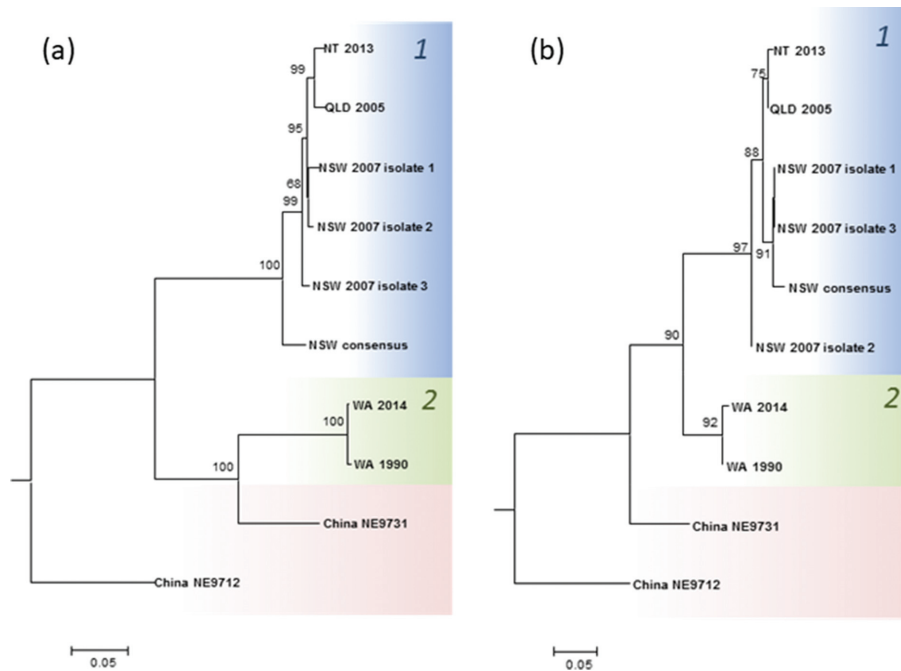 (a)
1
NT 2013
99
QLD 2005
95
NSW 2007 isolate 1
68
99
NSW 2007 isolate 2
100
NSW 2007 isolate 3
NSW consensus
2
WA 2014
100
100
WA 1990
China NE9731
China NE9712
0.05
(b)
1
NT 2013
75
QLD 2005
88
NSW 2007 isolate 1
NSW 2007 isolate 3
97
91
NSW consensus
90
NSW 2007 isolate 2
2
WA 2014
92
WA 1990
China NE9731
China NE9712
0.05